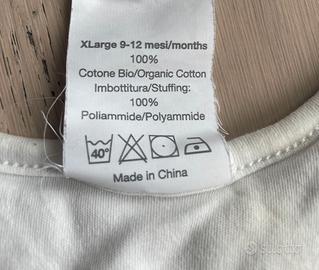 XLarge 9-12 mesi/months
100%
Cotone Bio/Organic Cotton
Imbottitura/Stuffing:
100%
Poliammide/Polyammide
40°
Made in China
subito